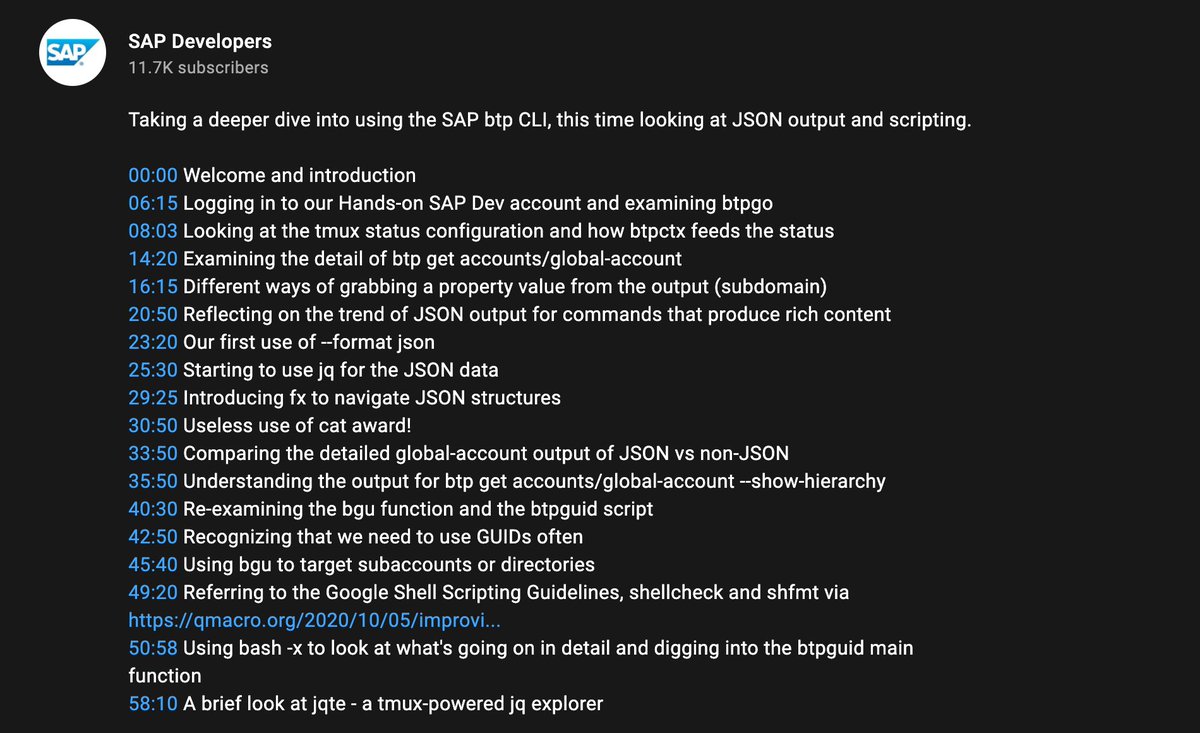 SAP
SAP Developers
11.7K subscribers
Taking a deeper dive into using the SAP btp CLI, this time looking at JSON output and scripting.
00:00 Welcome and introduction
06:15 Logging in to our Hands-on SAP Dev account and examining btpgo
08:03 Looking at the tmux status configuration and how btpctx feeds the status
14:20 Examining the detail of btp get accounts/global-account
16:15 Different ways of grabbing a property value from the output (subdomain)
20:50 Reflecting on the trend of JSON output for commands that produce rich content
23:20 Our first use of --format json
25:30 Starting to use jq for the JSON data
29:25 Introducing fx to navigate JSON structures
30:50 Useless use of cat award!
33:50 Comparing the detailed global-account output of JSON vs non-JSON
35:50 Understanding the output for btp get accounts/global-account --show-hierarchy
40:30 Re-examining the bgu function and the btpguid script
42:50 Recognizing that we need to use GUIDs often
45:40 Using bgu to target subaccounts or directories
49:20 Referring to the Google Shell Scripting Guidelines, shellcheck and shfmt via
https://qmacro.org/2020/10/05/improvi...
50:58 Using bash -x to look at what's going on in detail and digging into the btpguid main
function
58:10 A brief look at jqte - a tmux-powered jq explorer